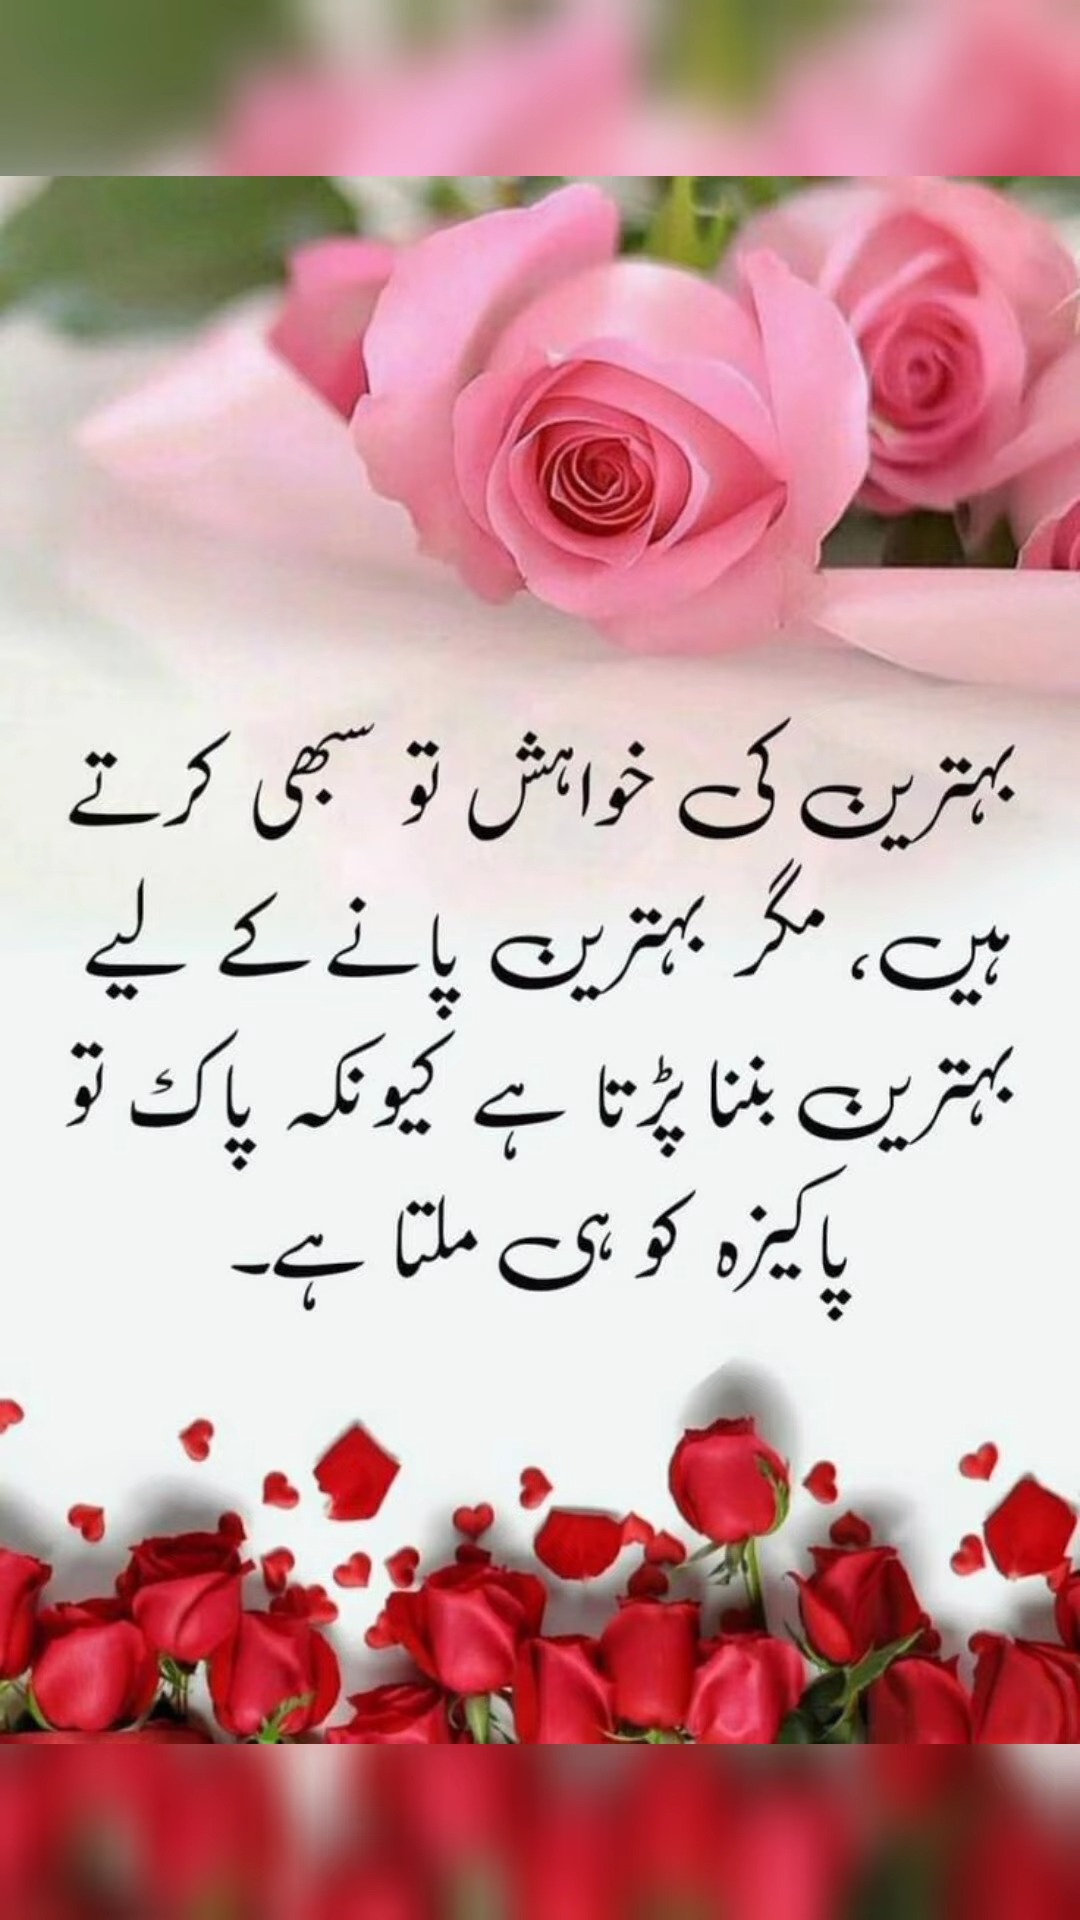 بہترین کی خواہش تو سبھی کرتے
ہیں، مگر بہترین پانے کے لیے
بہترین بننا پڑتا ہے کیونکہ پاک تو
پاکیزہ کو ہی ملتا ہے۔